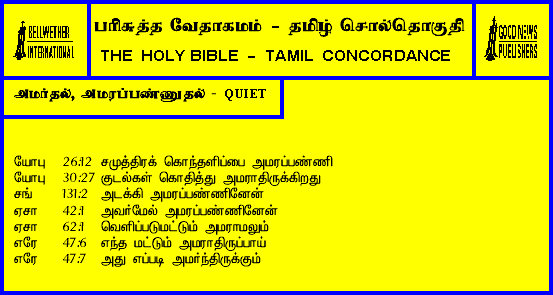 BELLWETHER
INTERNATIONAL
பரிசுத்த வேதாகமம் - தமிழ் சொல்தொகுதி
THE HOLY BIBLE - TAMIL CONCORDANCE
GOOD NEWS
PUBLISHERS
அமர்தல், அமரப்பண்ணுதல் - QUIET
யோபு 26:12 சமுத்திரக் கொந்தளிப்பை அமரப்பண்ணி
யோபு 30:27 குடல்கள் கொதித்து அமராதிருக்கிறது
சங் 131:2 அடக்கி அமரப்பண்ணினேன்
ஏசா 42:1 அவர்மேல் அமரப்பண்ணினேன்
ஏசா 62:1 வெளிப்படுமட்டும் அமராமலும்
எரே 47:6 எந்த மட்டும் அமராதிருப்பாய்
எரே 47:7 அது எப்படி அமர்ந்திருக்கும்